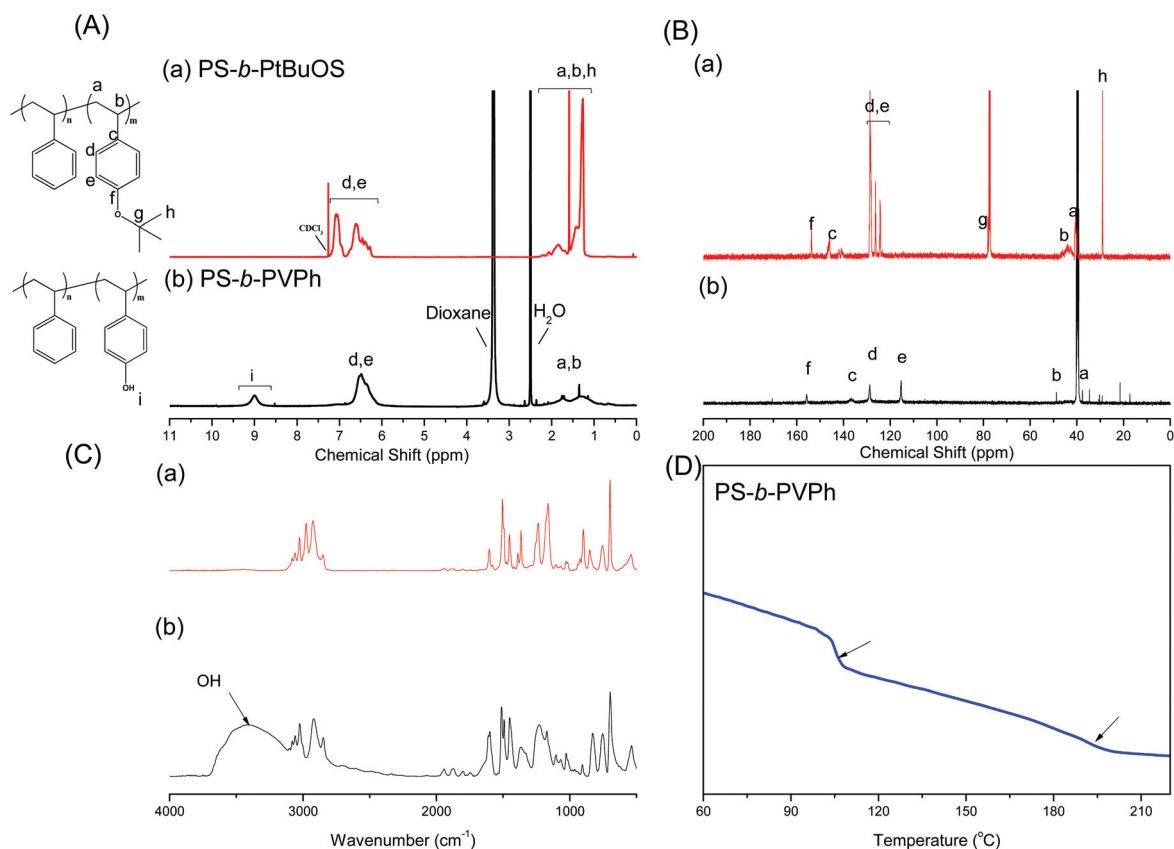 (A)
(a) PS-b-PtBuOS
a,b,h
a
b
n
m
c
d
e
f
O
g
h
d,e
CDCl3
(b) PS-b-PVPh
n
m
OH
i
Dioxane
H2O
i
d,e
a,b
11 10 9 8 7 6 5 4 3 2 1 0
Chemical Shift (ppm)
(B)
(a)
h
d,e
f
c
g
a
b
(b)
f
c
d
e
b
a
200 180 160 140 120 100 80 60 40 20 0
Chemical Shift (ppm)
(C)
(a)
(b)
OH
4000 3000 2000 1000 500
Wavenumber (cm-1)
(D)
PS-b-PVPh
60 90 120 150 180 210
Temperature (oC)